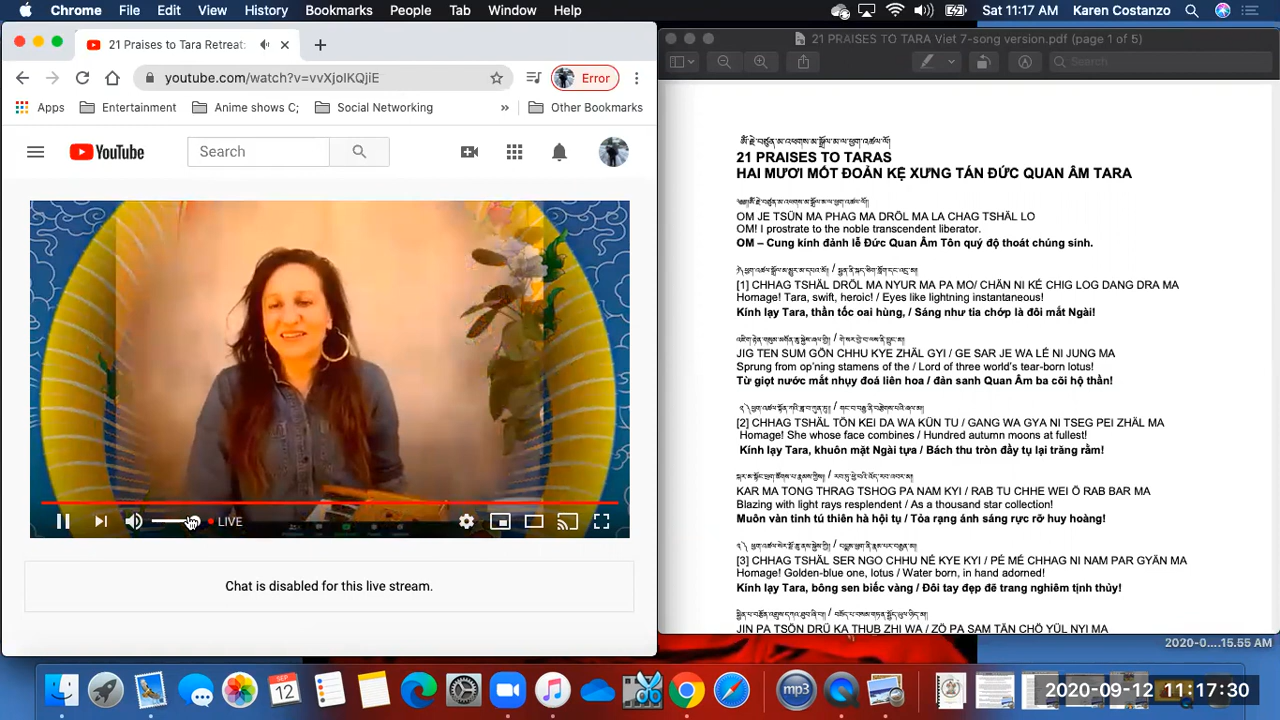 Chrome File Edit View History Bookmarks People Tab Window Help
Sat 11:17 AM Karen Costanzo
21 Praises to Tara Retreat:
youtube.com/watch?v=vvXjolKQjiE
Error
Apps Entertainment Anime shows C; Social Networking » Other Bookmarks
YouTube
Search
LIVE
Chat is disabled for this live stream.
21 PRAISES TO TARA Viet 7-song version.pdf (page 1 of 5)
Search
21 PRAISES TO TARAS
HAI MƯƠI MỐT ĐOẢN KỆ XƯNG TÁN ĐỨC QUAN ÂM TARA
OM JE TSÜN MA PHAG MA DRÖL MA LA CHAG TSHÄL LO
OM! I prostrate to the noble transcendent liberator.
OM – Cung kính đảnh lễ Đức Quan Âm Tôn quý độ thoát chúng sinh.
[1] CHHAG TSHÄL DRÖL MA NYUR MA PA MO/ CHÄN NI KÉ CHIG LOG DANG DRA MA
Homage! Tara, swift, heroic! / Eyes like lightning instantaneous!
Kính lạy Tara, thần tốc oai hùng, / Sáng như tia chớp là đôi mắt Ngài!
JIG TEN SUM GÖN CHHU KYE ZHÄL GYI / GE SAR JE WA LÉ NI JUNG MA
Sprung from op'ning stamens of the / Lord of three world's tear-born lotus!
Từ giọt nước mắt nhụy đoá liên hoa / đản sanh Quan Âm ba cõi hộ thần!
[2] CHHAG TSHÄL TÖN KEI DA WA KÜN TU / GANG WA GYA NI TSEG PEI ZHÄL MA
Homage! She whose face combines / Hundred autumn moons at fullest!
Kính lạy Tara, khuôn mặt Ngài tựa / Bách thu tròn đầy tụ lại trăng rằm!
KAR MA TONG THRAG TSHOG PA NAM KYI / RAB TU CHHE WEI Ö RAB BAR MA
Blazing with light rays resplendent / As a thousand star collection!
Muôn vàn tinh tú thiên hà hội tụ / Tỏa rạng ánh sáng rực rỡ huy hoàng!
[3] CHHAG TSHÄL SER NGO CHHU NÉ KYE KYI / PÉ MÉ CHHAG NI NAM PAR GYÄN MA
Homage! Golden-blue one, lotus / Water born, in hand adorned!
Kính lạy Tara, bông sen biếc vàng / Đôi tay đẹp đẽ trang nghiêm tịnh thủy!
JIN PA TSÖN DRÜ KA THUB ZHI WA / ZÖ PA SAM TÄN CHÖ YÜL NYI MA
2020-0....15.55 AM
SEP
12
mp3
2020-09-12 11:17:30